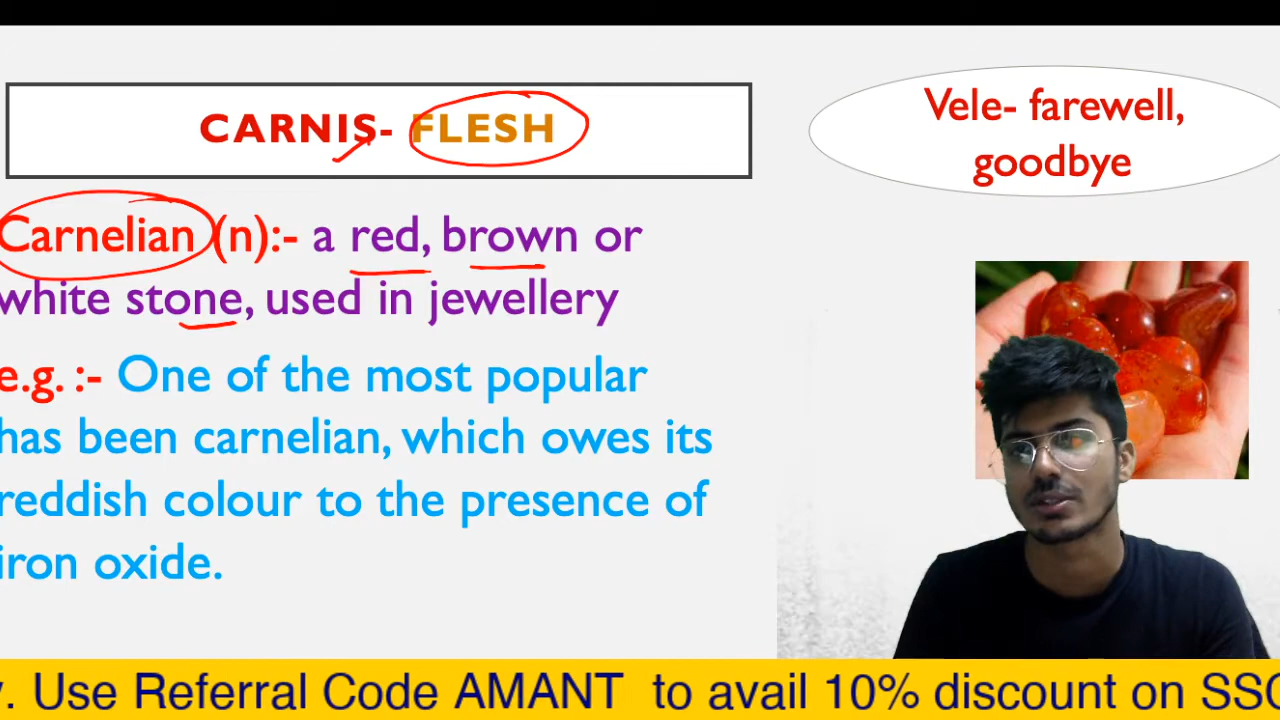 CARNIS- FLESH
Vele- farewell,
goodbye
Carnelian (n):- a red, brown or
white stone, used in jewellery
e.g. :- One of the most popular
has been carnelian, which owes its
reddish colour to the presence of
iron oxide.
. Use Referral Code AMANT to avail 10% discount on SSC